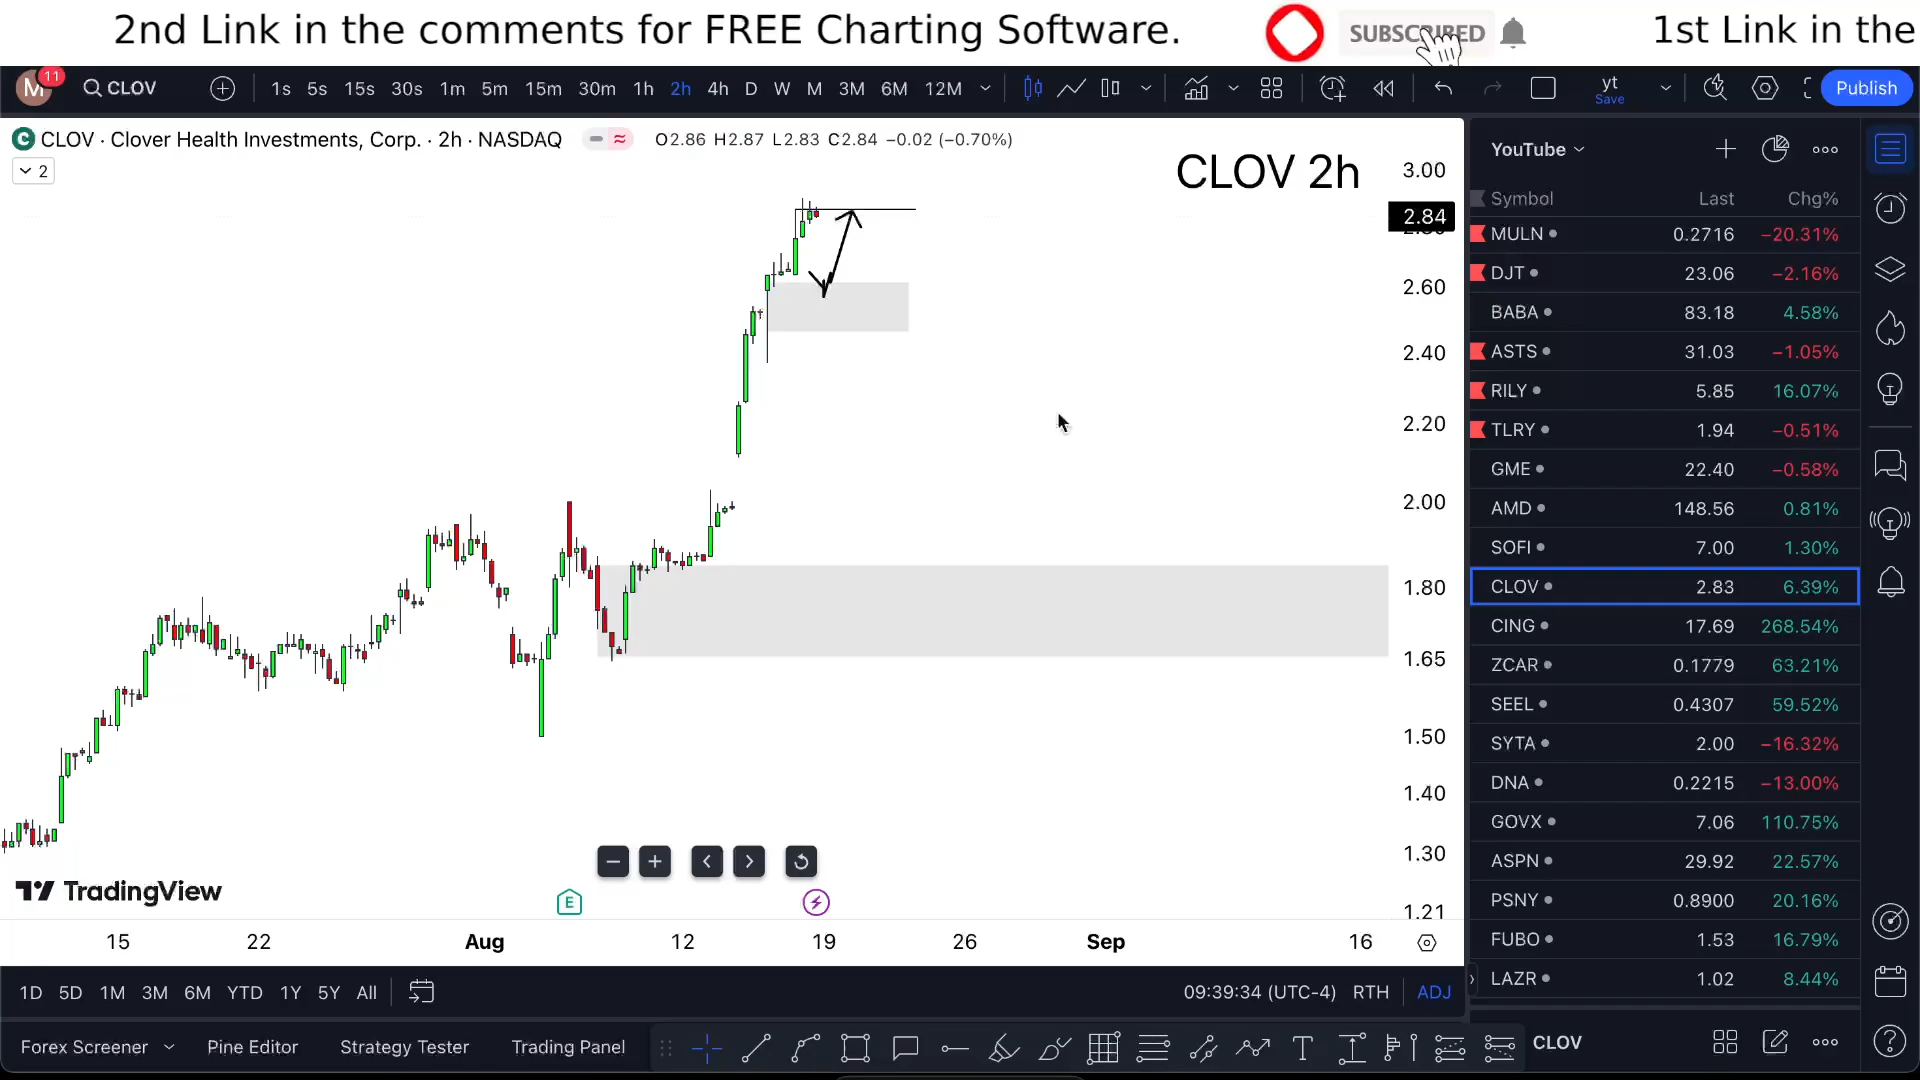 2nd Link in the comments for FREE Charting Software.
SUBSCRIBED
1st Link in the
M 11 CLOV 1s 5s 15s 30s 1m 5m 15m 30m 1h 2h 4h D W M 3M 6M 12M yt Save Publish
CLOV · Clover Health Investments, Corp. · 2h · NASDAQ O2.86 H2.87 L2.83 C2.84 −0.02 (−0.70%)
2
CLOV 2h
3.00
2.84
2.60
2.40
2.20
2.00
1.80
1.65
1.50
1.40
1.30
1.21
E
TradingView
15 22 Aug 12 19 26 Sep 16
1D 5D 1M 3M 6M YTD 1Y 5Y All 09:39:34 (UTC-4) RTH ADJ
Forex Screener Pine Editor Strategy Tester Trading Panel
YouTube
Symbol Last Chg%
MULN 0.2716 −20.31%
DJT 23.06 −2.16%
BABA 83.18 4.58%
ASTS 31.03 −1.05%
RILY 5.85 16.07%
TLRY 1.94 −0.51%
GME 22.40 −0.58%
AMD 148.56 0.81%
SOFI 7.00 1.30%
CLOV 2.83 6.39%
CING 17.69 268.54%
ZCAR 0.1779 63.21%
SEEL 0.4307 59.52%
SYTA 2.00 −16.32%
DNA 0.2215 −13.00%
GOVX 7.06 110.75%
ASPN 29.92 22.57%
PSNY 0.8900 20.16%
FUBO 1.53 16.79%
LAZR 1.02 8.44%
CLOV